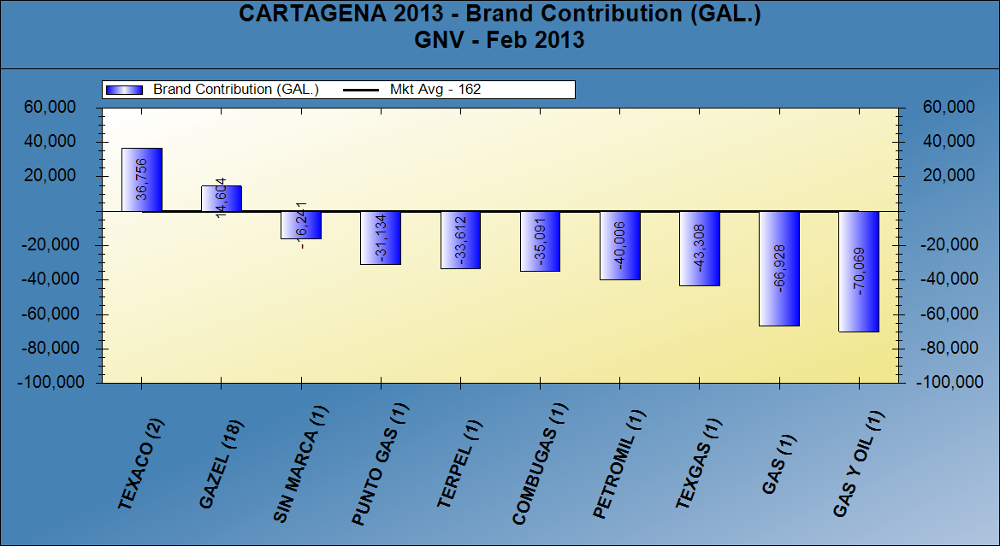 CARTAGENA 2013 - Brand Contribution (GAL.)
GNV - Feb 2013
Brand Contribution (GAL.) Mkt Avg - 162
60,000 60,000
40,000 40,000
20,000 20,000
-20,000 -20,000
-40,000 -40,000
-60,000 -60,000
-80,000 -80,000
-100,000 -100,000
36,756
14,604
-16,241
-31,134
-33,612
-35,091
-40,006
-43,308
-66,928
-70,069
TEXACO (2)
GAZEL (18)
SIN MARCA (1)
PUNTO GAS (1)
TERPEL (1)
COMBUGAS (1)
PETROMIL (1)
TEXGAS (1)
GAS (1)
GAS Y OIL (1)